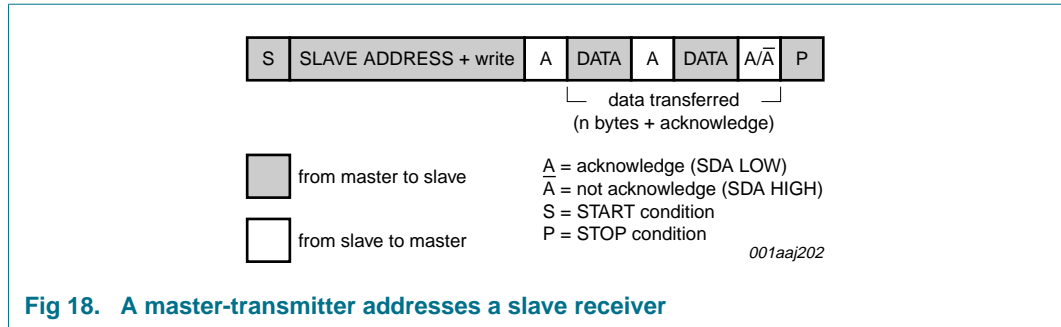 S SLAVE ADDRESS + write A DATA A DATA A/A̅ P
data transferred
(n bytes + acknowledge)
from master to slave
from slave to master
A = acknowledge (SDA LOW)
A̅ = not acknowledge (SDA HIGH)
S = START condition
P = STOP condition
001aaj202
Fig 18. A master-transmitter addresses a slave receiver